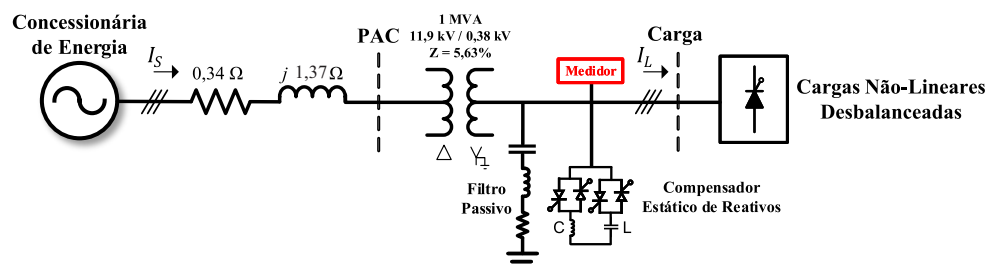 Concessionária
de Energia
I_S
0,34 Ω
j 1,37Ω
PAC
1 MVA
11,9 kV / 0,38 kV
Z = 5,63%
Δ
Y
Filtro
Passivo
Medidor
C
L
Compensador
Estático de Reativos
I_L
Carga
Cargas Não-Lineares
Desbalanceadas